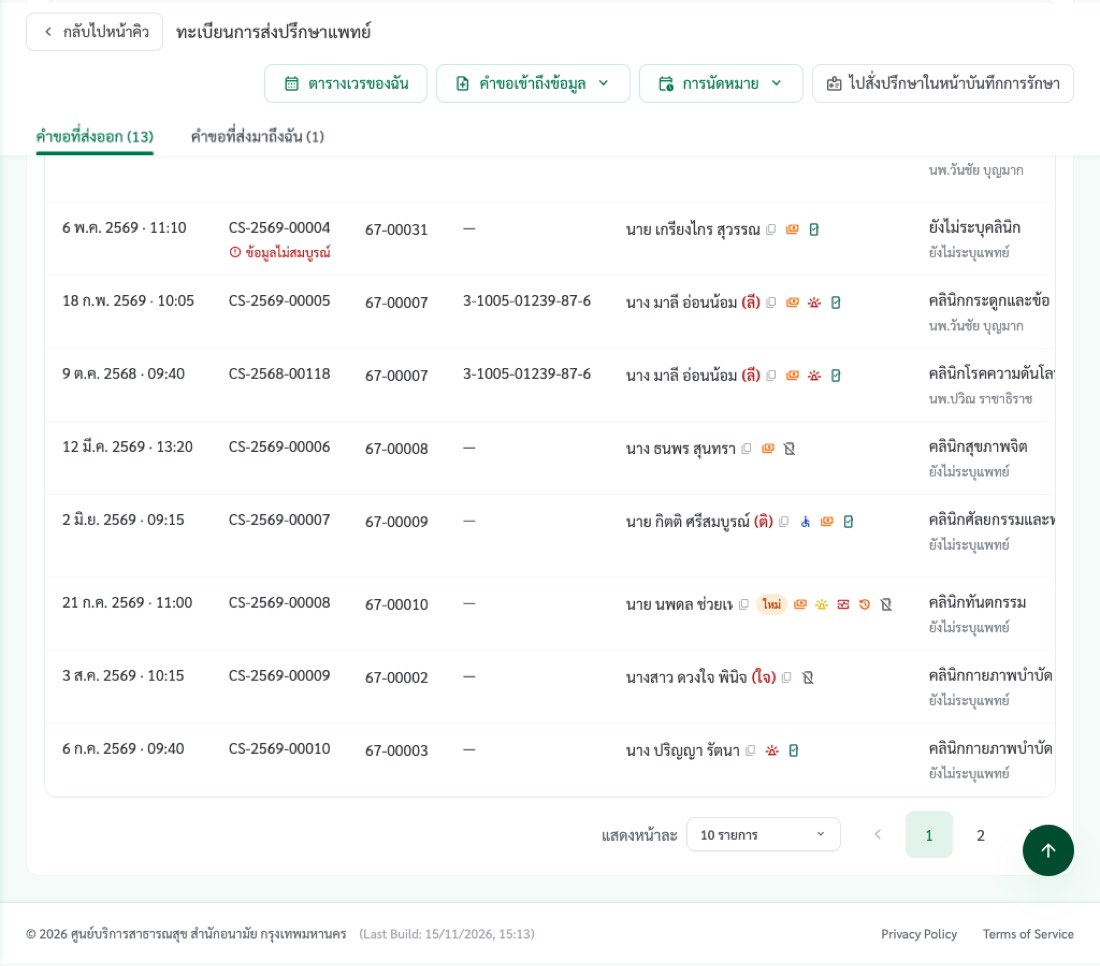 กลับไปหน้าคิว ทะเบียนการส่งปรึกษาแพทย์
ตารางเวรของฉัน คำขอเข้าถึงข้อมูล การนัดหมาย ไปสั่งปรึกษาในหน้าบันทึกการรักษา
คำขอที่ส่งออก (13) คำขอที่ส่งมาถึงฉัน (1)
นพ.วันชัย บุญมาก
6 พ.ค. 2569 · 11:10 CS-2569-00004 67-00031 — นาย เกรียงไกร สุวรรณ ยังไม่ระบุคลินิก
ข้อมูลไม่สมบูรณ์ ยังไม่ระบุแพทย์
18 ก.พ. 2569 · 10:05 CS-2569-00005 67-00007 3-1005-01239-87-6 นาง มาลี อ่อนน้อม (ลี) คลินิกกระดูกและข้อ
นพ.วันชัย บุญมาก
9 ต.ค. 2568 · 09:40 CS-2568-00118 67-00007 3-1005-01239-87-6 นาง มาลี อ่อนน้อม (ลี) คลินิกโรคความดันโล
นพ.ปวิณ ราชาธิราช
12 มี.ค. 2569 · 13:20 CS-2569-00006 67-00008 — นาง ธนพร สุนทรา คลินิกสุขภาพจิต
ยังไม่ระบุแพทย์
2 มิ.ย. 2569 · 09:15 CS-2569-00007 67-00009 — นาย กิตติ ศรีสมบูรณ์ (ติ) คลินิกศัลยกรรมและ
ยังไม่ระบุแพทย์
21 ก.ค. 2569 · 11:00 CS-2569-00008 67-00010 — นาย นพดล ช่วยเ ใหม่ คลินิกทันตกรรม
ยังไม่ระบุแพทย์
3 ส.ค. 2569 · 10:15 CS-2569-00009 67-00002 — นางสาว ดวงใจ พินิจ (ใจ) คลินิกกายภาพบำบัด
ยังไม่ระบุแพทย์
6 ก.ค. 2569 · 09:40 CS-2569-00010 67-00003 — นาง ปริญญา รัตนา คลินิกกายภาพบำบัด
ยังไม่ระบุแพทย์
แสดงหน้าละ 10 รายการ 1 2
© 2026 ศูนย์บริการสาธารณสุข สำนักอนามัย กรุงเทพมหานคร (Last Build: 15/11/2026, 15:13) Privacy Policy Terms of Service